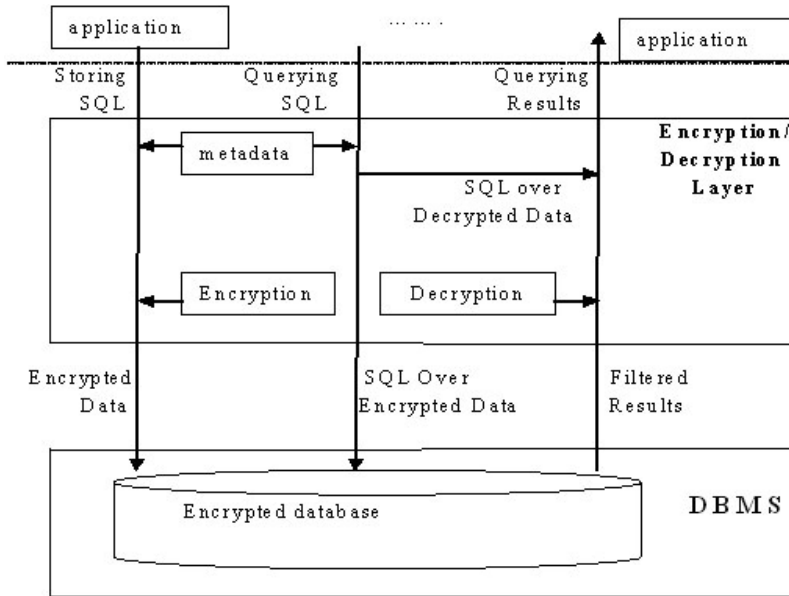 application
... ... .
application
Storing
SQL
Querying
SQL
Querying
Results
Encryption/
Decryption
Layer
metadata
SQL over
Decrypted Data
Encryption
Decryption
Encrypted
Data
SQL Over
Encrypted Data
Filtered
Results
Encrypted database
DBMS